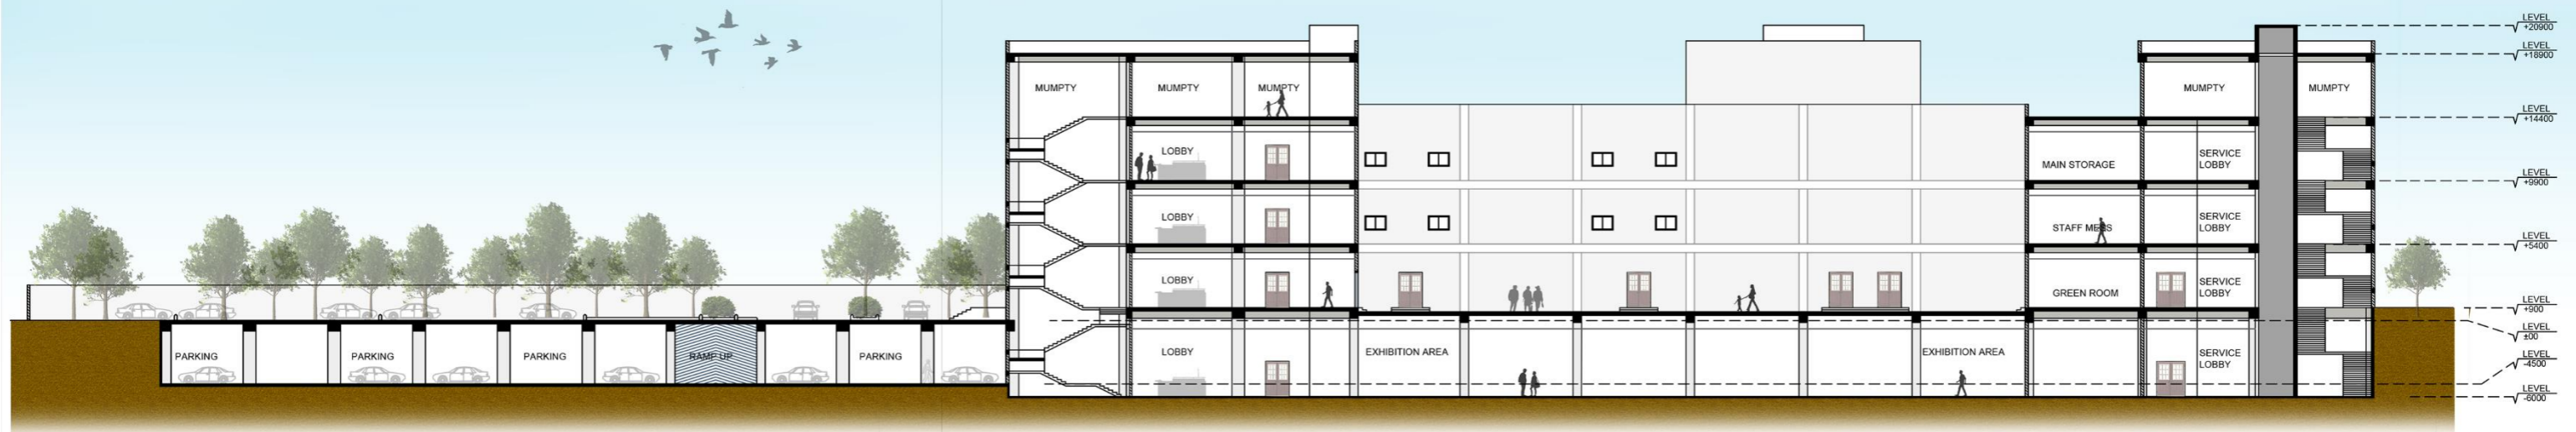 LEVEL
+20900
LEVEL
+18900
MUMPTY
MUMPTY
MUMPTY
MUMPTY
MUMPTY
LEVEL
+14400
LOBBY
MAIN STORAGE
SERVICE
LOBBY
LEVEL
+9900
LOBBY
STAFF MESS
SERVICE
LOBBY
LEVEL
+5400
LOBBY
GREEN ROOM
SERVICE
LOBBY
LEVEL
+900
LEVEL
±00
PARKING
PARKING
PARKING
RAMP UP
PARKING
LOBBY
EXHIBITION AREA
EXHIBITION AREA
SERVICE
LOBBY
LEVEL
-4500
LEVEL
-6000